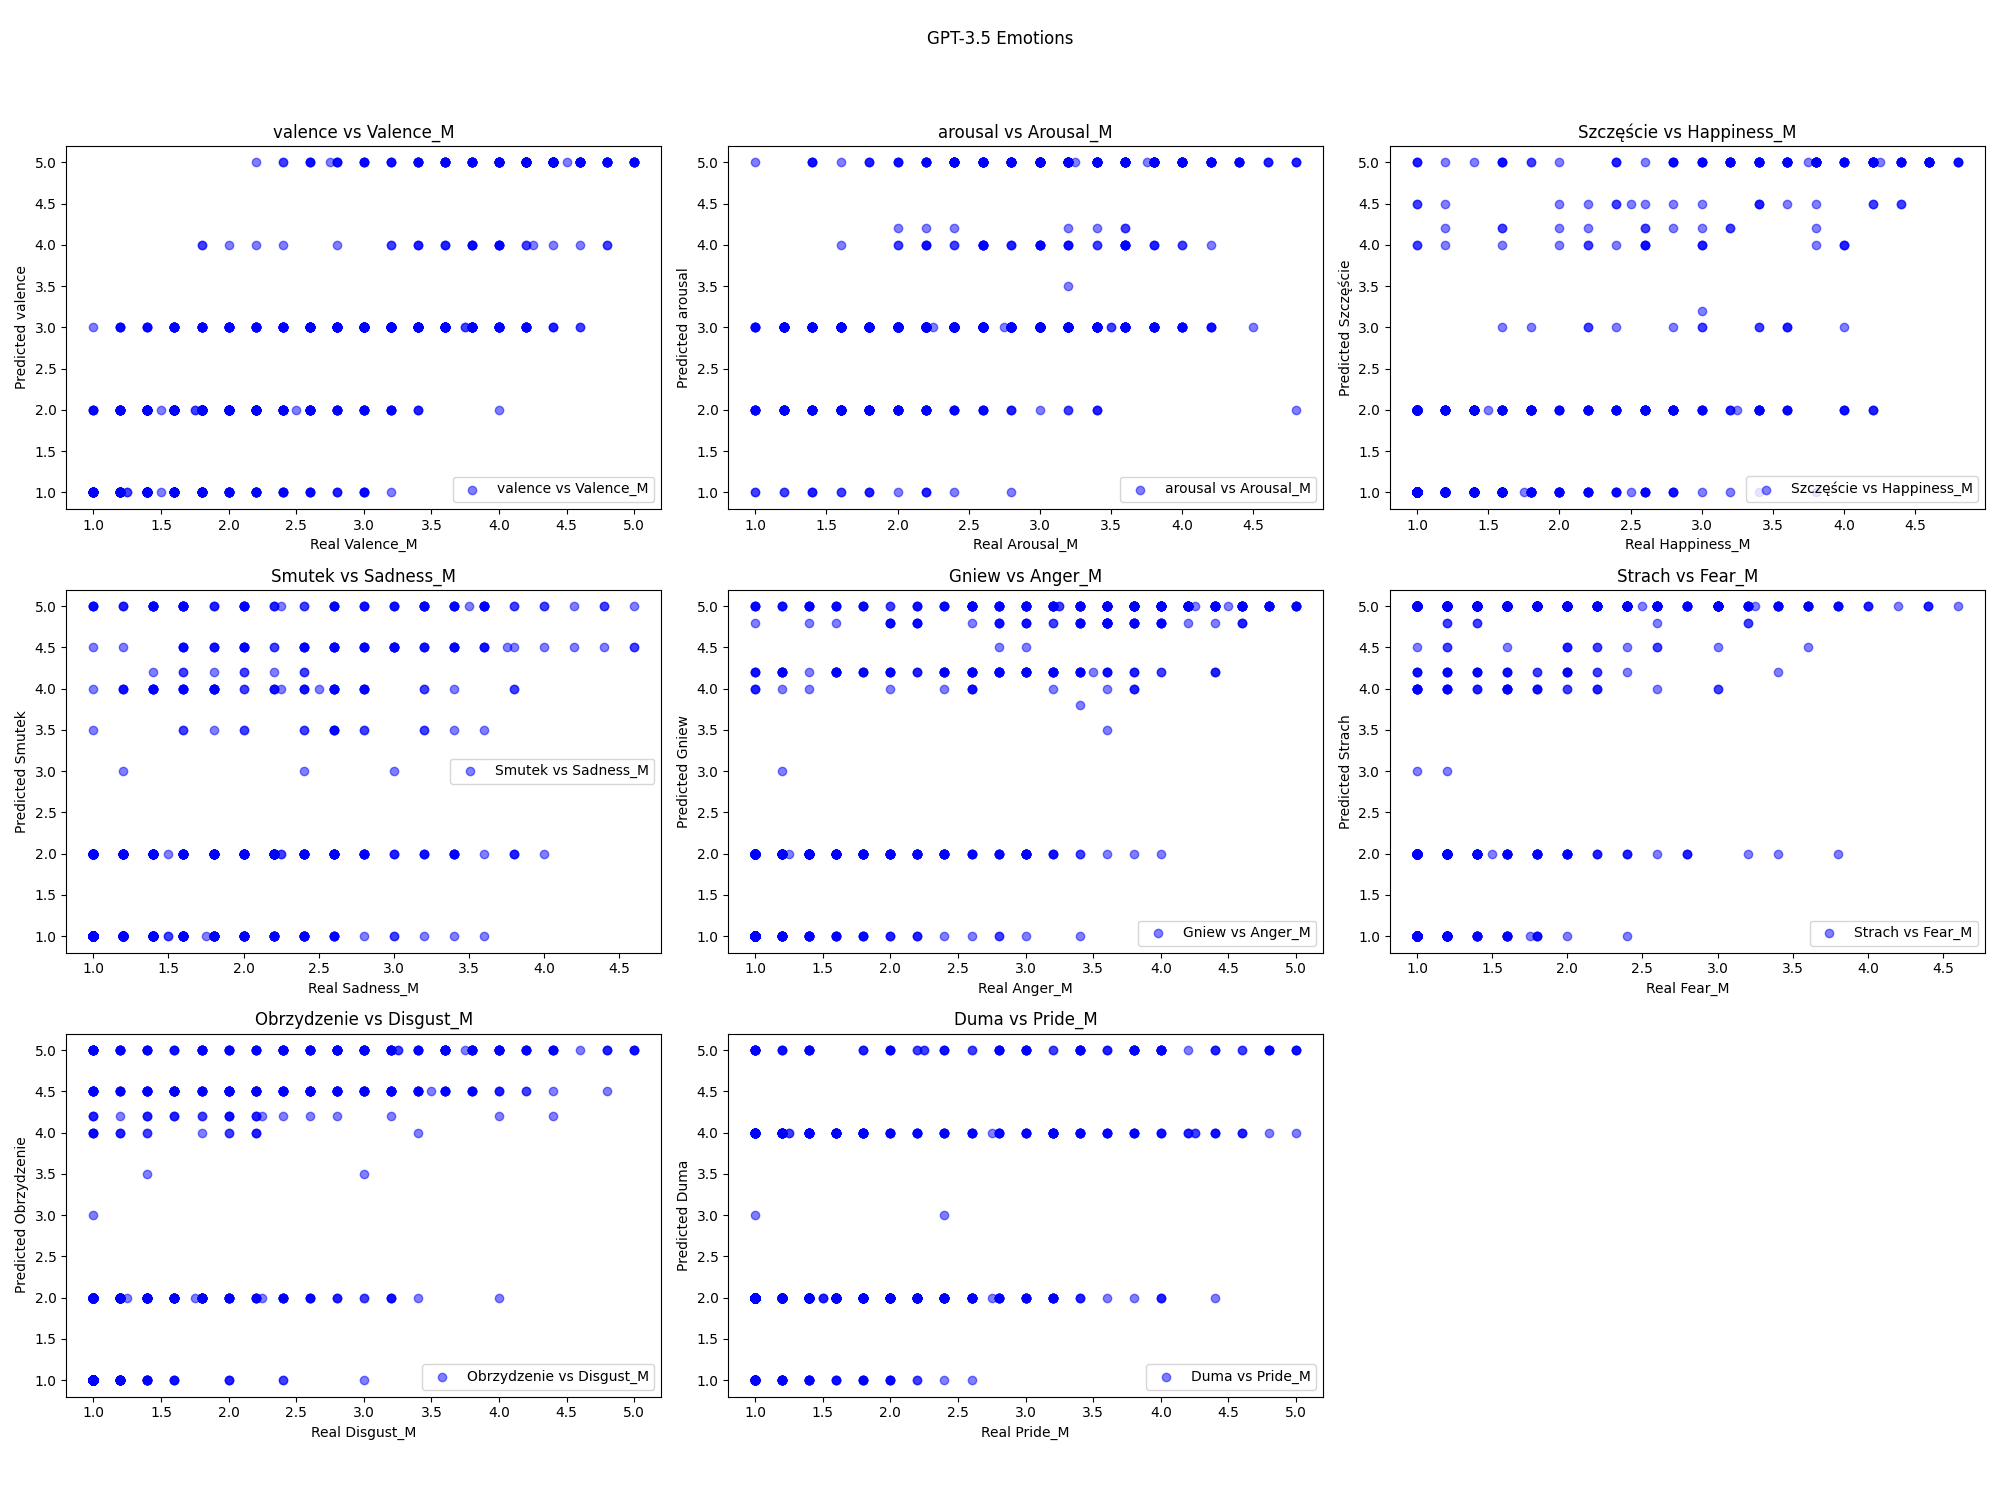 GPT-3.5 Emotions
valence vs Valence_M
Predicted valence
5.0
4.5
4.0
3.5
3.0
2.5
2.0
1.5
1.0
valence vs Valence_M
1.0 1.5 2.0 2.5 3.0 3.5 4.0 4.5 5.0
Real Valence_M
arousal vs Arousal_M
Predicted arousal
5.0
4.5
4.0
3.5
3.0
2.5
2.0
1.5
1.0
arousal vs Arousal_M
1.0 1.5 2.0 2.5 3.0 3.5 4.0 4.5
Real Arousal_M
Szczęście vs Happiness_M
Predicted Szczęście
5.0
4.5
4.0
3.5
3.0
2.5
2.0
1.5
1.0
Szczęście vs Happiness_M
1.0 1.5 2.0 2.5 3.0 3.5 4.0 4.5
Real Happiness_M
Smutek vs Sadness_M
Predicted Smutek
5.0
4.5
4.0
3.5
3.0
2.5
2.0
1.5
1.0
Smutek vs Sadness_M
1.0 1.5 2.0 2.5 3.0 3.5 4.0 4.5
Real Sadness_M
Gniew vs Anger_M
Predicted Gniew
5.0
4.5
4.0
3.5
3.0
2.5
2.0
1.5
1.0
Gniew vs Anger_M
1.0 1.5 2.0 2.5 3.0 3.5 4.0 4.5 5.0
Real Anger_M
Strach vs Fear_M
Predicted Strach
5.0
4.5
4.0
3.5
3.0
2.5
2.0
1.5
1.0
Strach vs Fear_M
1.0 1.5 2.0 2.5 3.0 3.5 4.0 4.5
Real Fear_M
Obrzydzenie vs Disgust_M
Predicted Obrzydzenie
5.0
4.5
4.0
3.5
3.0
2.5
2.0
1.5
1.0
Obrzydzenie vs Disgust_M
1.0 1.5 2.0 2.5 3.0 3.5 4.0 4.5 5.0
Real Disgust_M
Duma vs Pride_M
Predicted Duma
5.0
4.5
4.0
3.5
3.0
2.5
2.0
1.5
1.0
Duma vs Pride_M
1.0 1.5 2.0 2.5 3.0 3.5 4.0 4.5 5.0
Real Pride_M